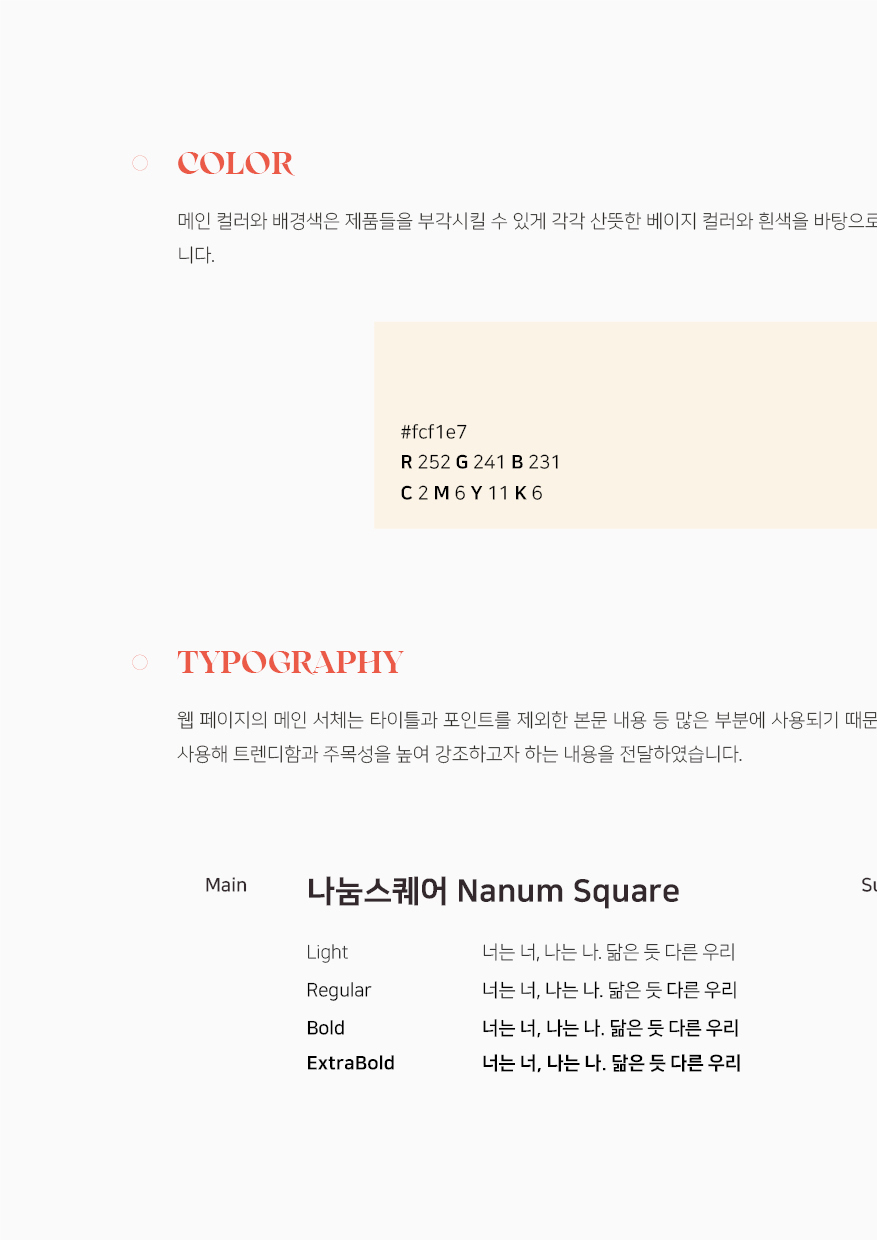 COLOR
메인 컬러와 배경색은 제품들을 부각시킬 수 있게 각각 산뜻한 베이지 컬러와 흰색을 바탕으로
니다.
#fcf1e7
R 252 G 241 B 231
C 2 M 6 Y 11 K 6
TYPOGRAPHY
웹 페이지의 메인 서체는 타이틀과 포인트를 제외한 본문 내용 등 많은 부분에 사용되기 때문
사용해 트렌디함과 주목성을 높여 강조하고자 하는 내용을 전달하였습니다.
Main
나눔스퀘어 Nanum Square
Light 너는 너, 나는 나. 닮은 듯 다른 우리
Regular 너는 너, 나는 나. 닮은 듯 다른 우리
Bold 너는 너, 나는 나. 닮은 듯 다른 우리
ExtraBold 너는 너, 나는 나. 닮은 듯 다른 우리